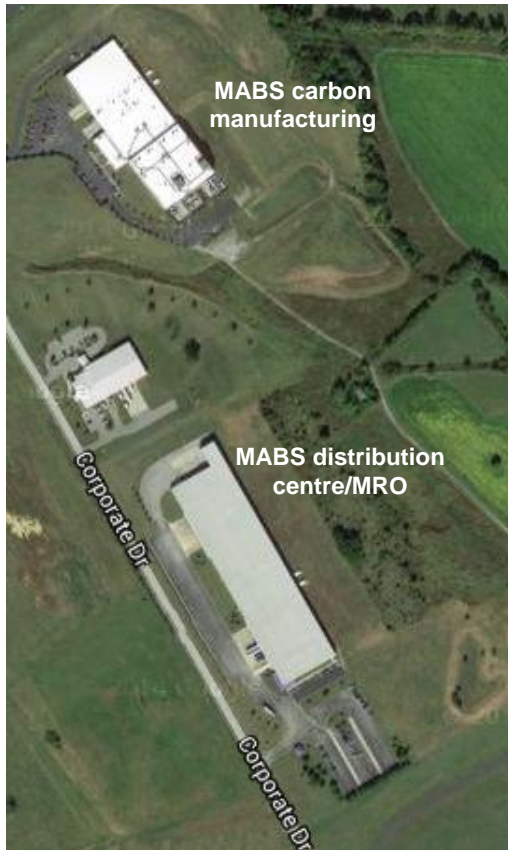 MABS carbon
manufacturing
MABS distribution
centre/MRO
Corporate Dr
Corporate Dr